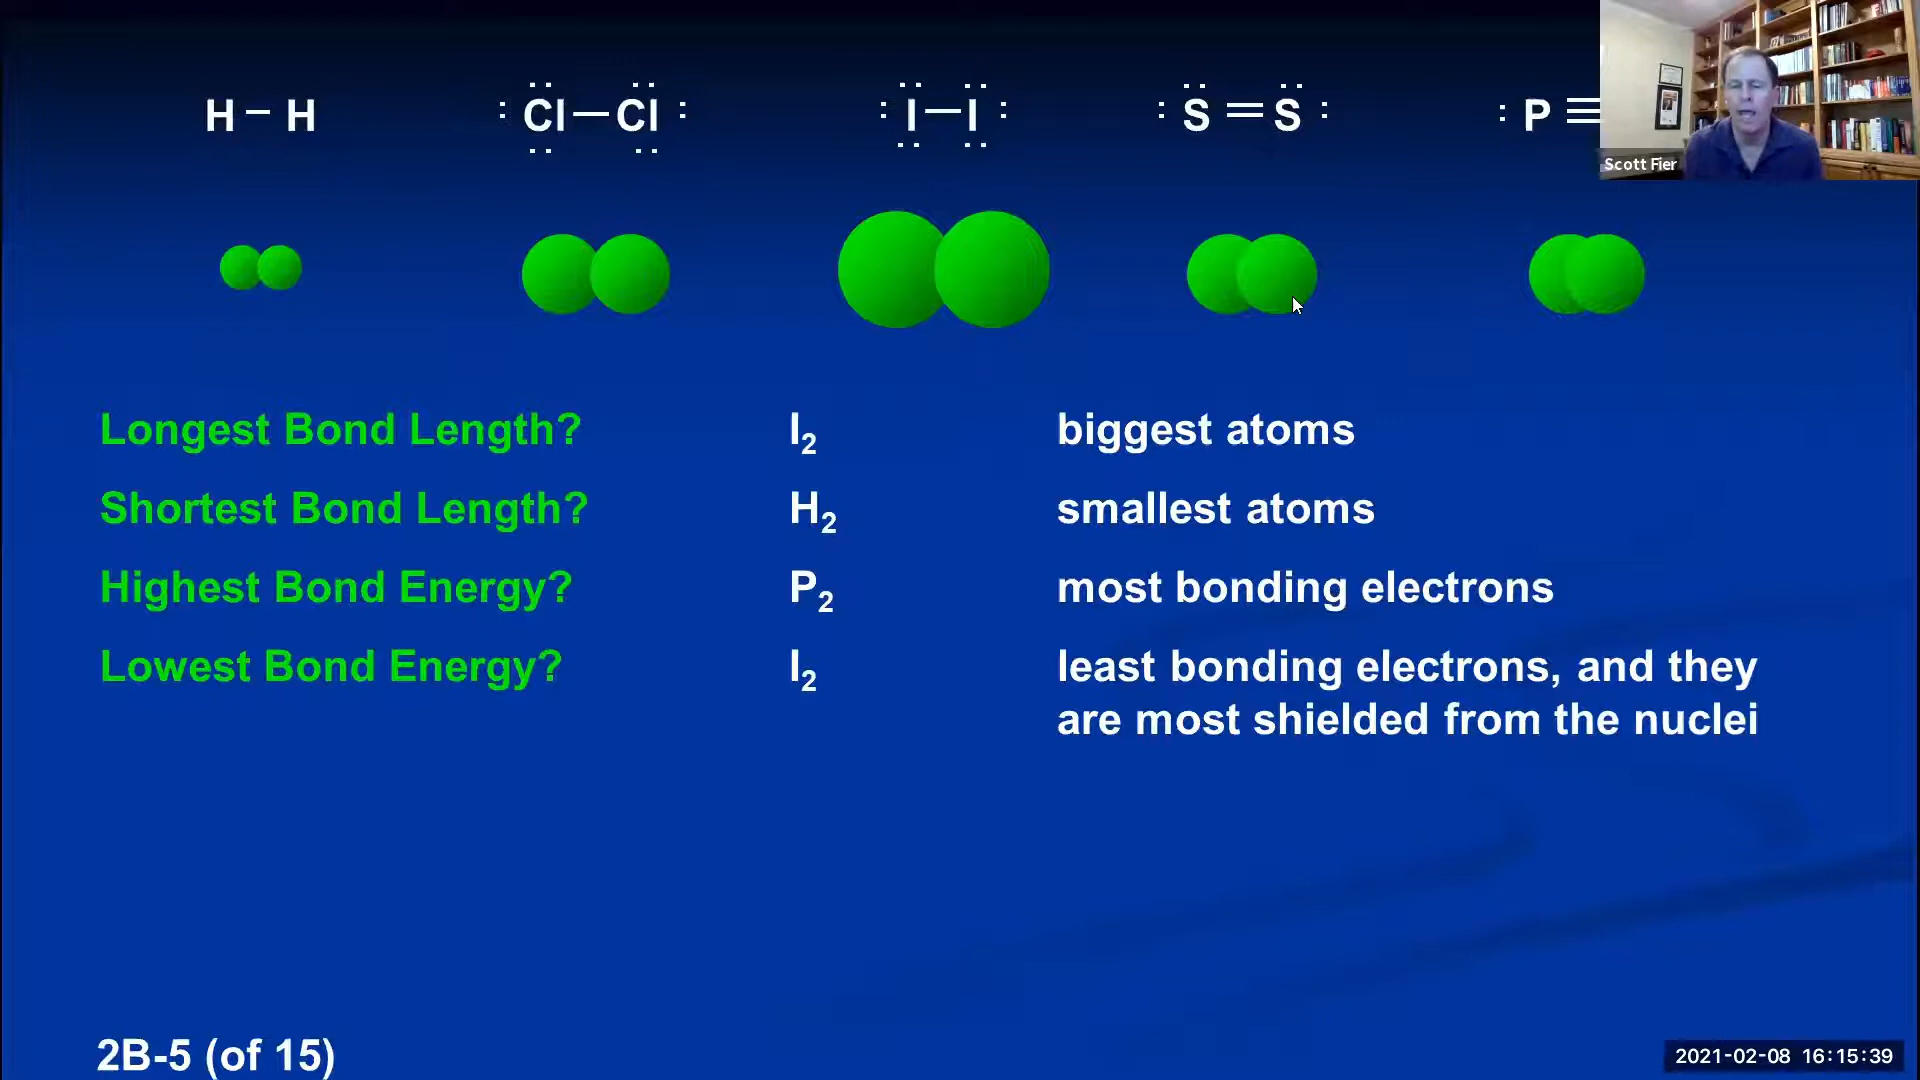 H – H
:Cl—Cl:
:I—I:
:S=S:
:P≡
Scott Fier
Longest Bond Length? I₂ biggest atoms
Shortest Bond Length? H₂ smallest atoms
Highest Bond Energy? P₂ most bonding electrons
Lowest Bond Energy? I₂ least bonding electrons, and they
are most shielded from the nuclei
2B-5 (of 15)
2021-02-08 16:15:39